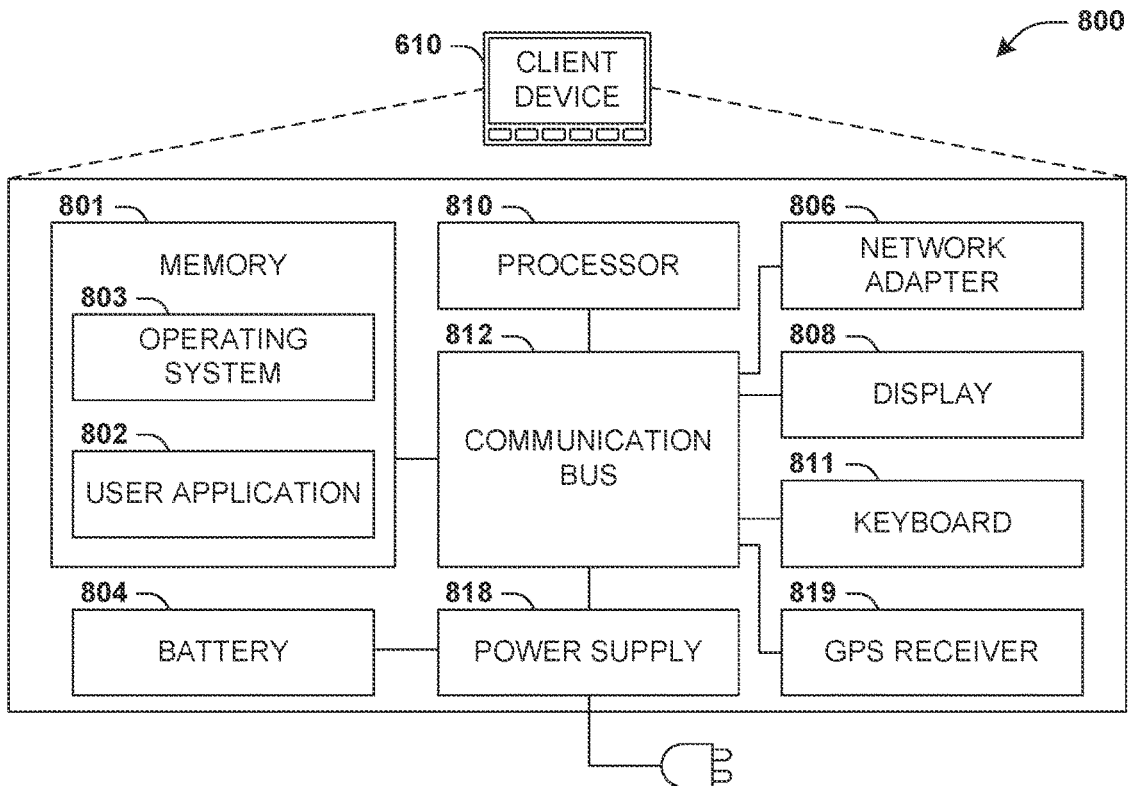 800
610
CLIENT
DEVICE
801
MEMORY
803
OPERATING
SYSTEM
802
USER APPLICATION
810
PROCESSOR
812
COMMUNICATION
BUS
806
NETWORK
ADAPTER
808
DISPLAY
811
KEYBOARD
804
BATTERY
818
POWER SUPPLY
819
GPS RECEIVER